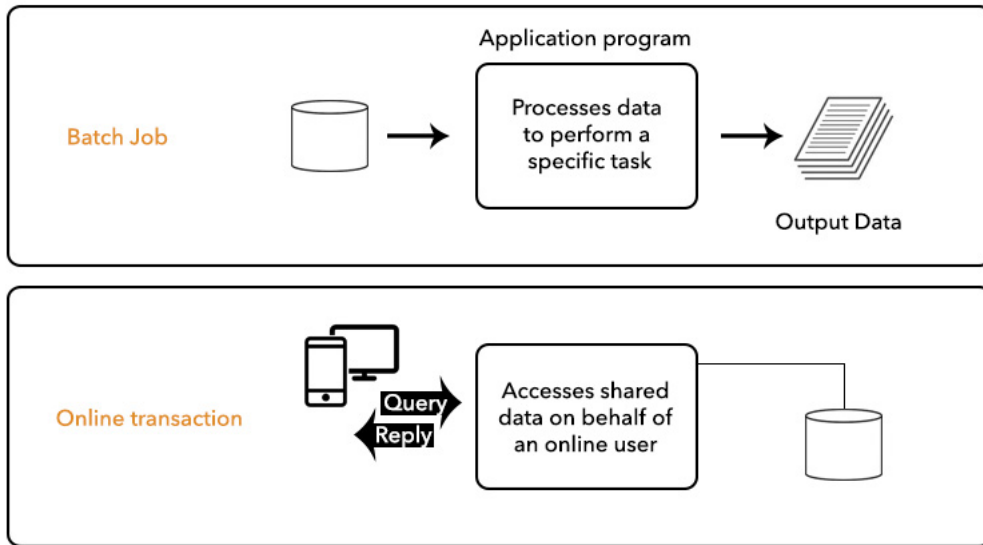 Application program
Batch Job
Processes data
to perform a
specific task
Output Data
Online transaction
Query
Reply
Accesses shared
data on behalf of
an online user